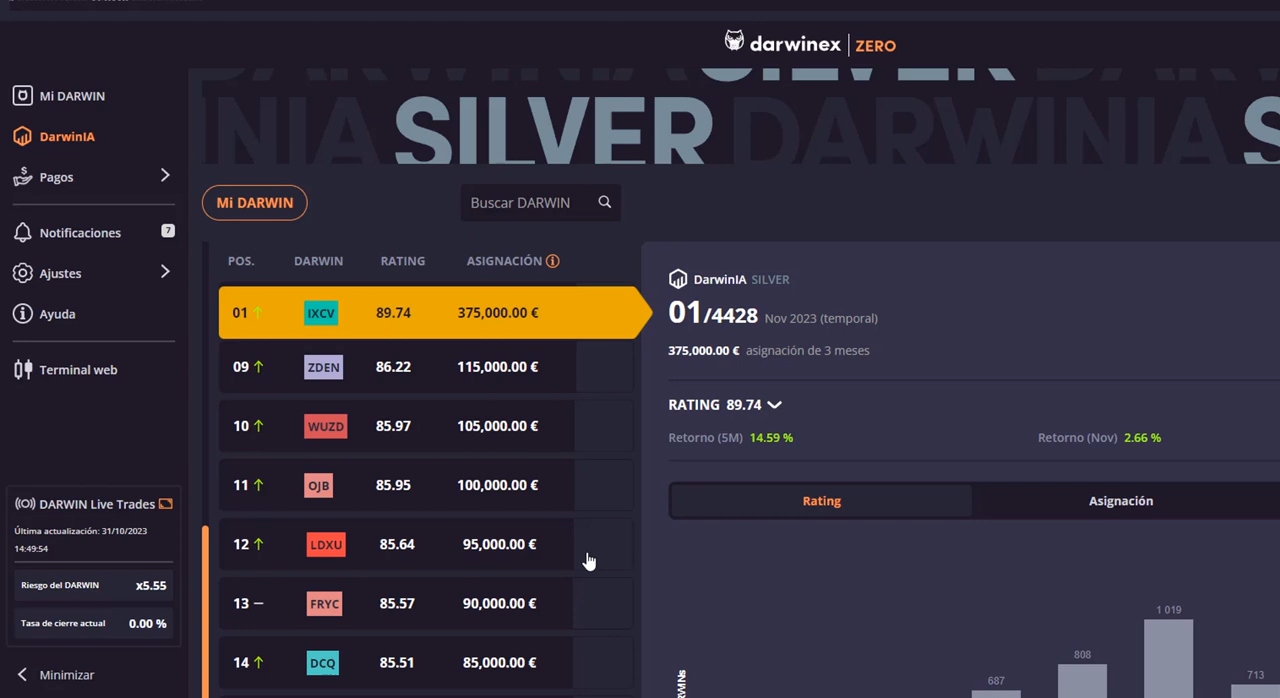 darwinex ZERO
Mi DARWIN
DarwinIA
Pagos
Notificaciones 7
Ajustes
Ayuda
Terminal web
DARWIN Live Trades
Última actualización: 31/10/2023
14:49:54
Riesgo del DARWIN x5.55
Tasa de cierre actual 0.00 %
Minimizar
INIA SILVER DARWINIA S
Mi DARWIN
Buscar DARWIN
POS. DARWIN RATING ASIGNACIÓN
01 IXCV 89.74 375,000.00 €
09 ZDEN 86.22 115,000.00 €
10 WUZD 85.97 105,000.00 €
11 OJB 85.95 100,000.00 €
12 LDXU 85.64 95,000.00 €
13 FRYC 85.57 90,000.00 €
14 DCQ 85.51 85,000.00 €
DarwinIA SILVER
01/4428 Nov 2023 (temporal)
375,000.00 € asignación de 3 meses
RATING 89.74
Retorno (5M) 14.59 % Retorno (Nov) 2.66 %
Rating Asignación
1 019
808
713
687